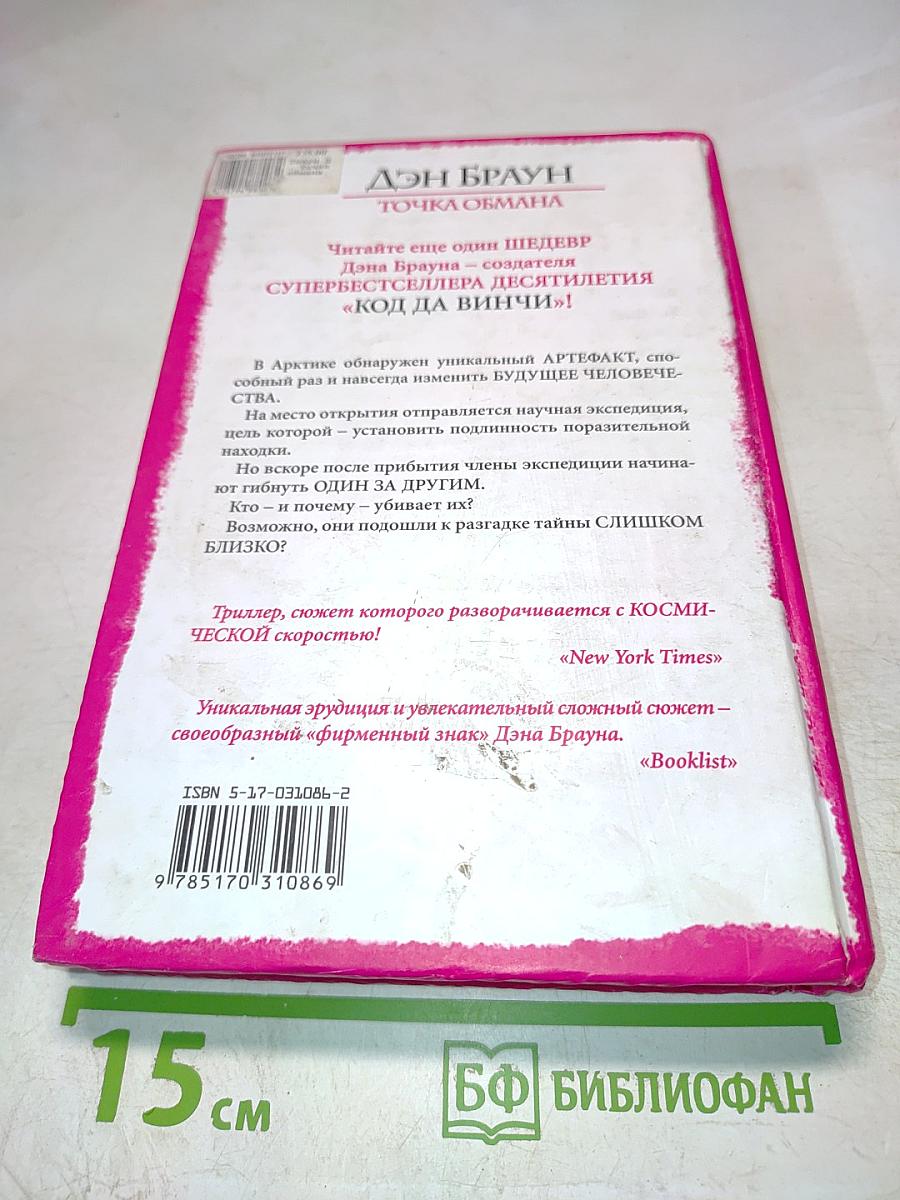 ДЭН БРАУН
ТОЧКА ОБМАНА
Читайте еще один ШЕДЕВР
Дэна Брауна – создателя
СУПЕРБЕСТСЕЛЛЕРА ДЕСЯТИЛЕТИЯ
«КОД ДА ВИНЧИ»!
В Арктике обнаружен уникальный АРТЕФАКТ, спо-
собный раз и навсегда изменить БУДУЩЕЕ ЧЕЛОВЕЧЕ-
СТВА.
На место открытия отправляется научная экспедиция,
цель которой – установить подлинность поразительной
находки.
Но вскоре после прибытия члены экспедиции начина-
ют гибнуть ОДИН ЗА ДРУГИМ.
Кто – и почему – убивает их?
Возможно, они подошли к разгадке тайны СЛИШКОМ
БЛИЗКО?
Триллер, сюжет которого разворачивается с КОСМИ-
ЧЕСКОЙ скоростью!
«New York Times»
Уникальная эрудиция и увлекательный сложный сюжет –
своеобразный «фирменный знак» Дэна Брауна.
«Booklist»
ISBN 5-17-031086-2
9 785170 310869
15 см
БФ БИБЛИОФАН